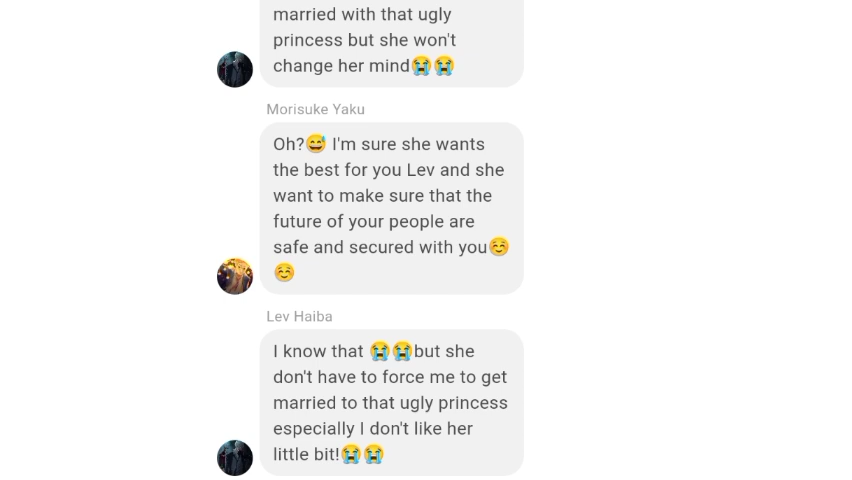 married with that ugly
princess but she won't
change her mind😭😭
Morisuke Yaku
Oh?😅 I'm sure she wants
the best for you Lev and she
want to make sure that the
future of your people are
safe and secured with you☺️
☺️
Lev Haiba
I know that 😭😭but she
don't have to force me to get
married to that ugly princess
especially I don't like her
little bit!😭😭